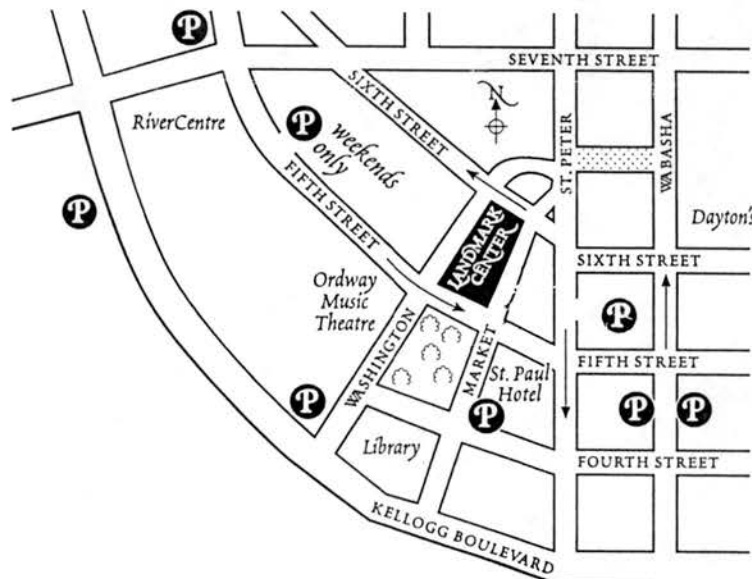 P
SEVENTH STREET
SIXTH STREET
N
RiverCentre
P
weekends
only
ST. PETER
WABASHA
P
FIFTH STREET
LANDMARK
CENTER
Dayton's
SIXTH STREET
Ordway
Music
Theatre
WASHINGTON
MARKET
P
FIFTH STREET
St. Paul
Hotel
P
P
P
P
Library
FOURTH STREET
KELLOGG BOULEVARD